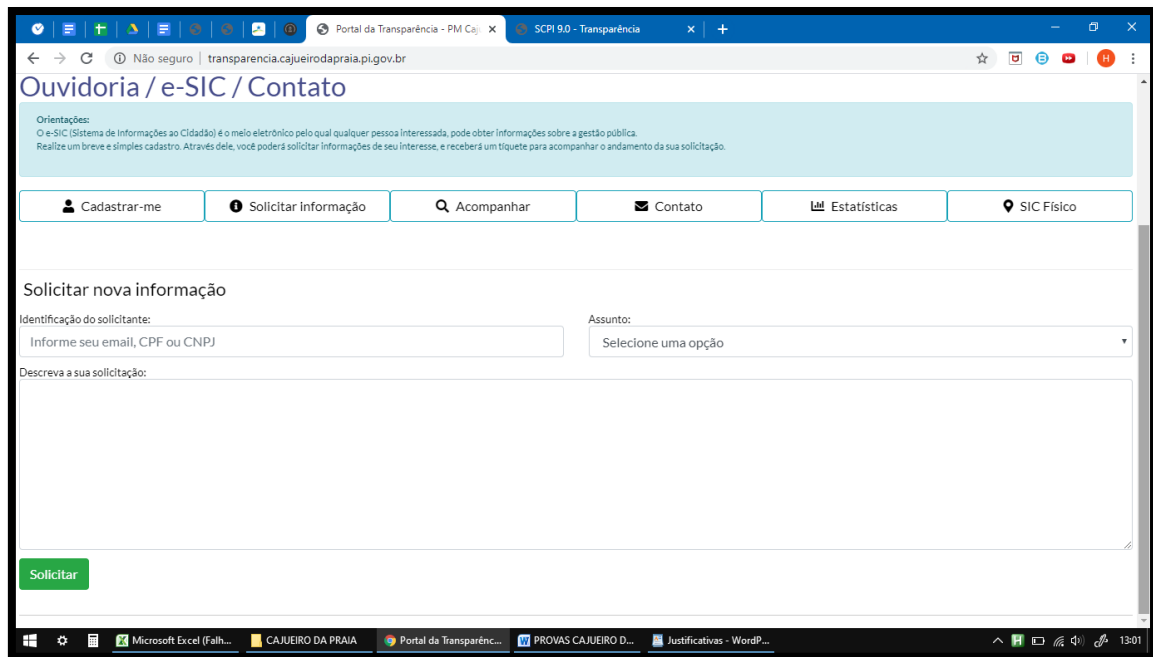 Portal da Transparência - PM Caj
SCPI 9.0 - Transparência
Não seguro | transparencia.cajueirodapraia.pi.gov.br
H
Ouvidoria / e-SIC / Contato
Orientações:
O e-SIC (Sistema de Informações ao Cidadão) é o meio eletrônico pelo qual qualquer pessoa interessada, pode obter informações sobre a gestão pública.
Realize um breve e simples cadastro. Através dele, você poderá solicitar informações de seu interesse, e receberá um tíquete para acompanhar o andamento da sua solicitação.
Cadastrar-me Solicitar informação Acompanhar Contato Estatísticas SIC Físico
Solicitar nova informação
Identificação do solicitante: Assunto:
Informe seu email, CPF ou CNPJ Selecione uma opção
Descreva a sua solicitação:
Solicitar
Microsoft Excel (Falh... CAJUEIRO DA PRAIA Portal da Transparênc... PROVAS CAJUEIRO D... Justificativas - WordP... 13:01